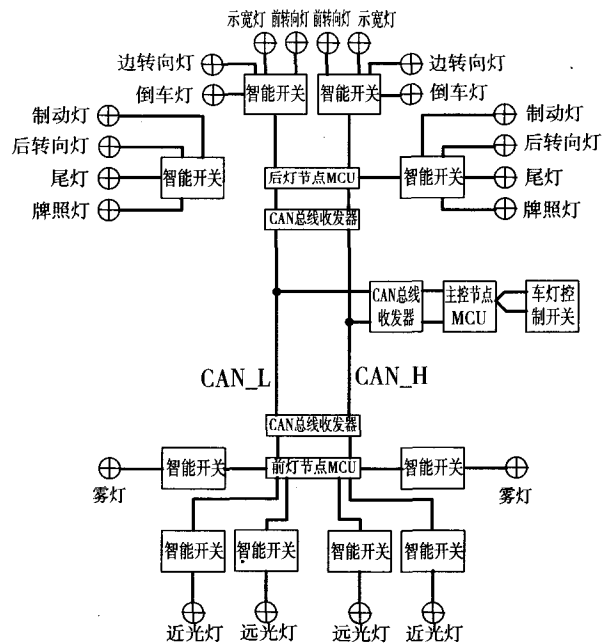 示宽灯 前转向灯 前转向灯 示宽灯
边转向灯 边转向灯
倒车灯 智能开关 智能开关 倒车灯
制动灯 制动灯
后转向灯 后转向灯
尾灯 智能开关 智能开关 尾灯
后灯节点MCU
牌照灯 牌照灯
CAN总线收发器
CAN总线
收发器
主控节点
MCU
车灯控
制开关
CAN_L CAN_H
CAN总线收发器
智能开关 前灯节点MCU 智能开关
雾灯 雾灯
智能开关 智能开关 智能开关 智能开关
近光灯 远光灯 远光灯 近光灯